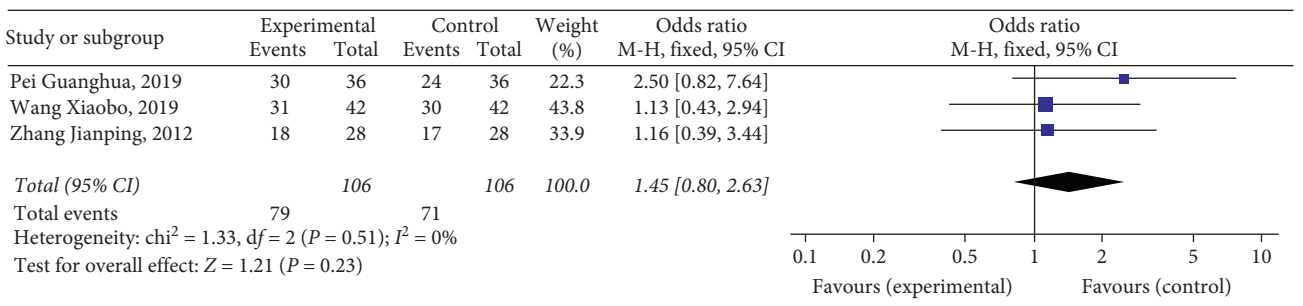 Study or subgroup Experimental Control Weight Odds ratio Odds ratio
Events Total Events Total (%) M-H, fixed, 95% CI M-H, fixed, 95% CI
Pei Guanghua, 2019 30 36 24 36 22.3 2.50 [0.82, 7.64]
Wang Xiaobo, 2019 31 42 30 42 43.8 1.13 [0.43, 2.94]
Zhang Jianping, 2012 18 28 17 28 33.9 1.16 [0.39, 3.44]
Total (95% CI) 106 106 100.0 1.45 [0.80, 2.63]
Total events 79 71
Heterogeneity: chi² = 1.33, df = 2 (P = 0.51); I² = 0%
Test for overall effect: Z = 1.21 (P = 0.23)
0.1 0.2 0.5 1 2 5 10
Favours (experimental) Favours (control)